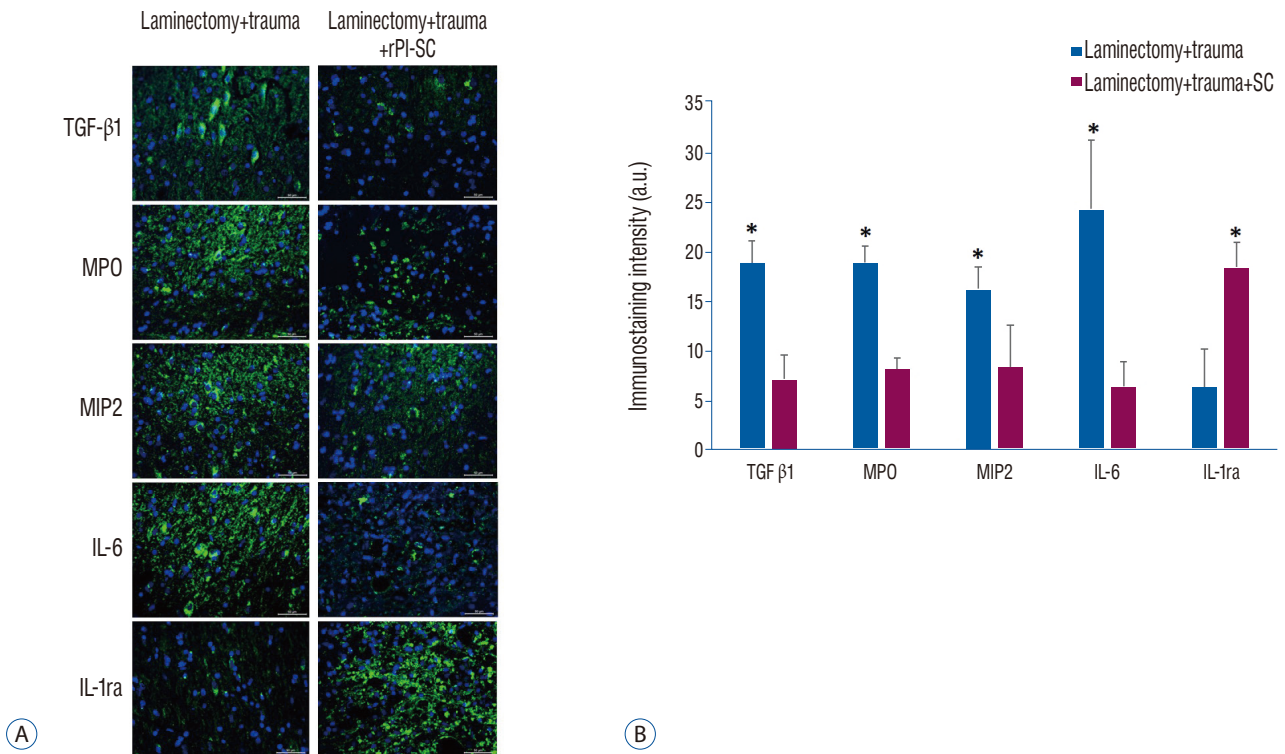 Laminectomy+trauma
Laminectomy+trauma
+rPI-SC
TGF-β1
MPO
MIP2
IL-6
IL-1ra
A
Laminectomy+trauma
Laminectomy+trauma+SC
Immunostaining intensity (a.u.)
35
30
25
20
15
10
5
0
*
*
*
*
*
TGF β1
MPO
MIP2
IL-6
IL-1ra
B